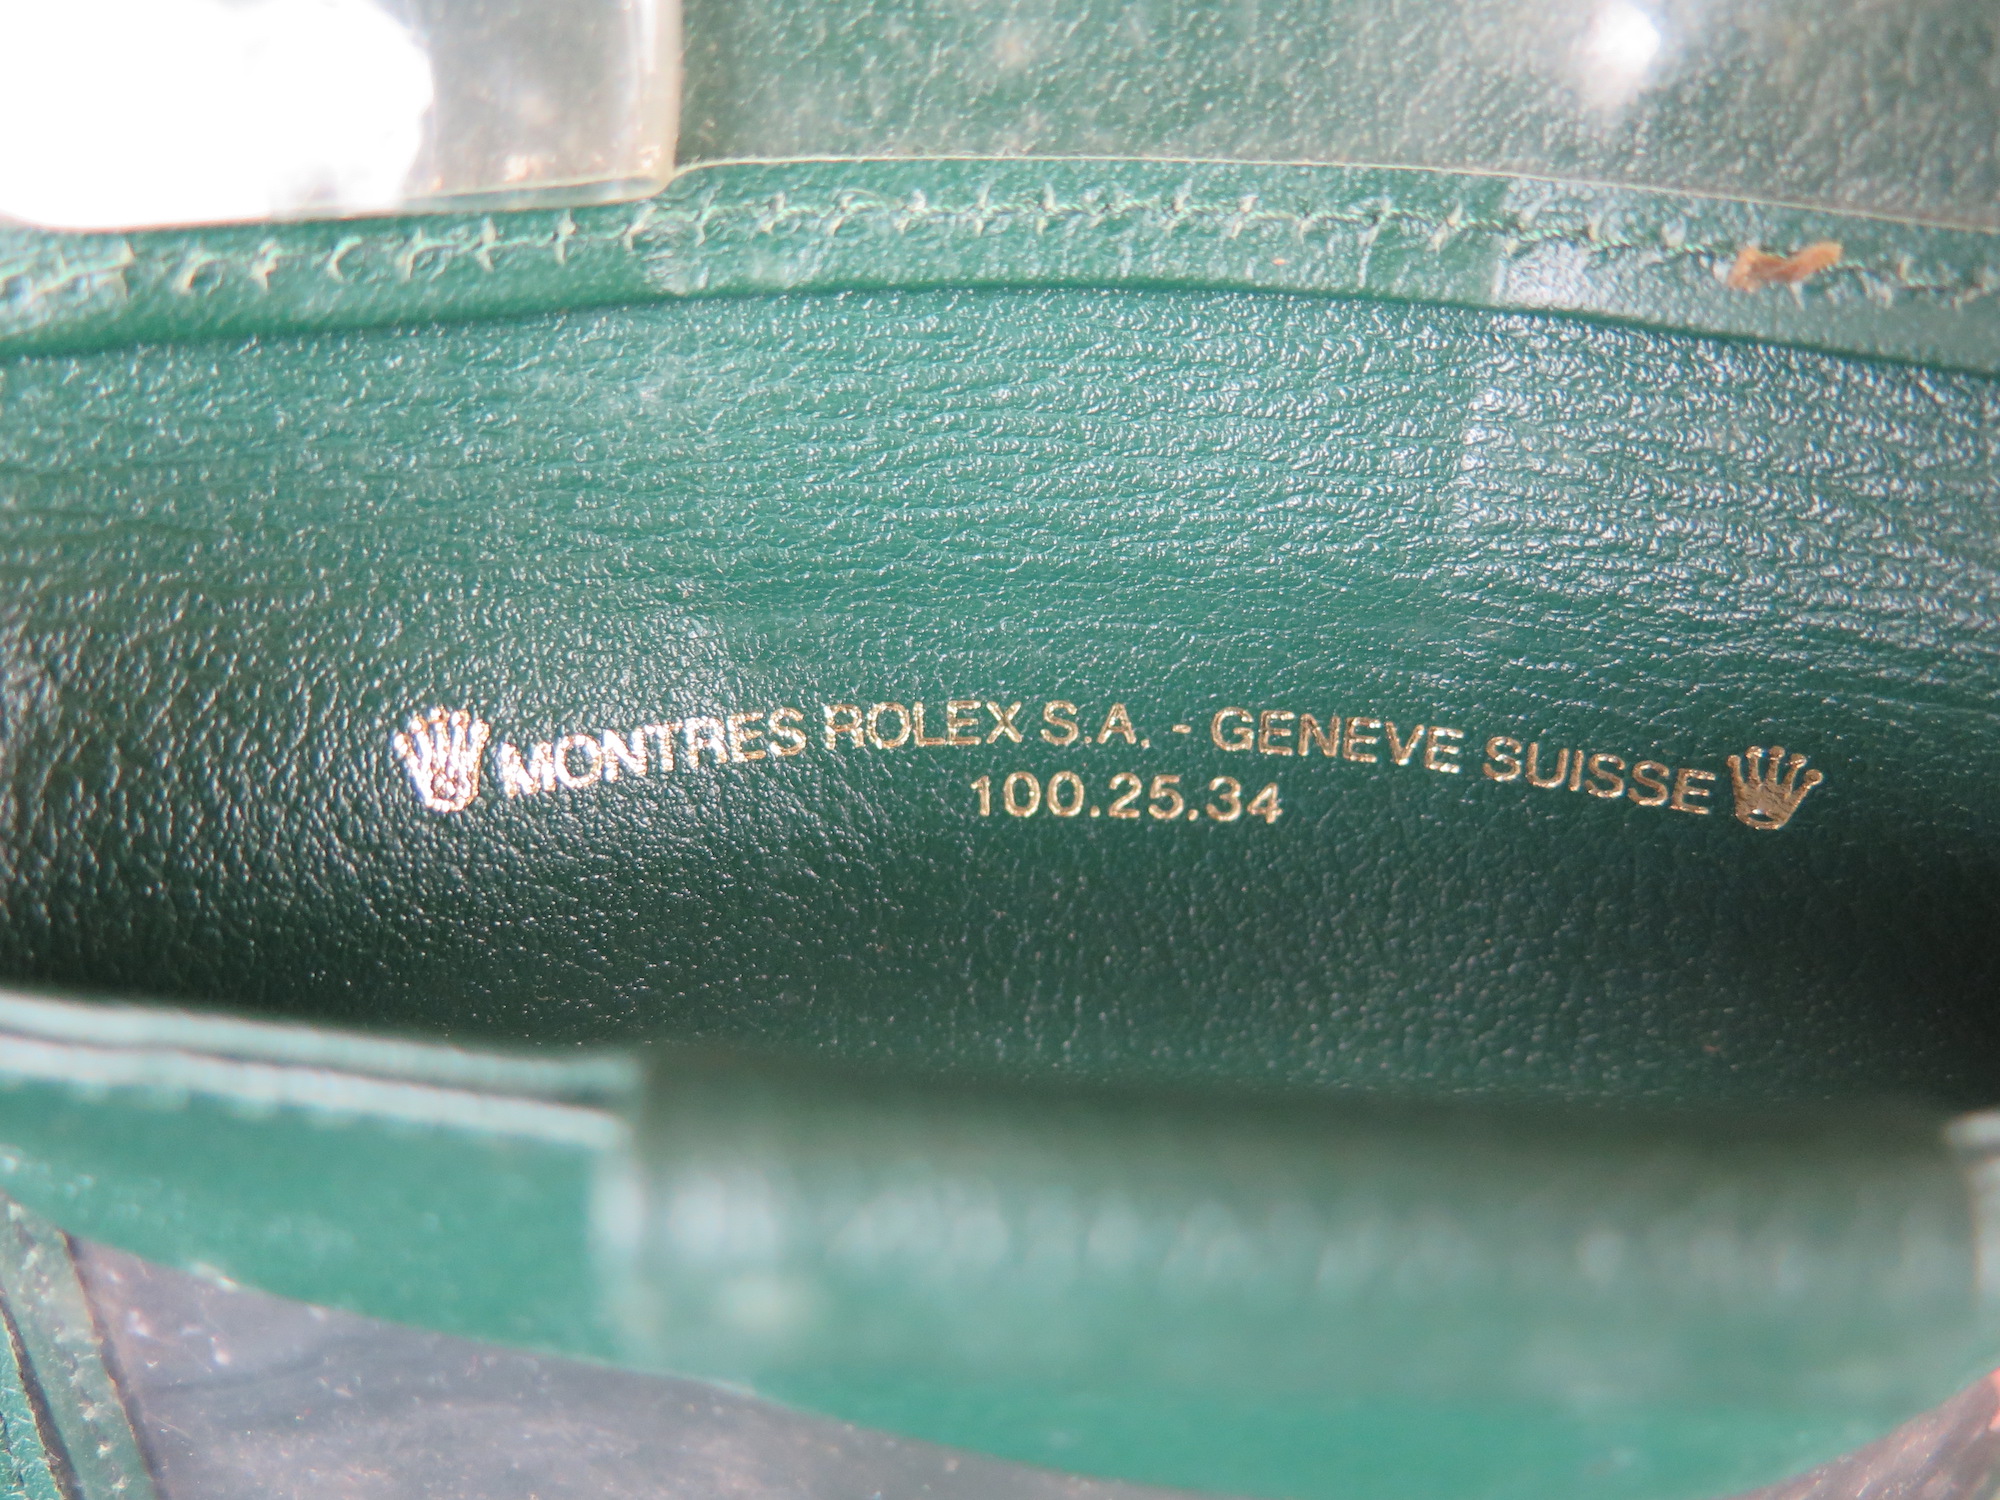 MONTRES ROLEX S.A. - GENEVE SUISSE
100.25.34